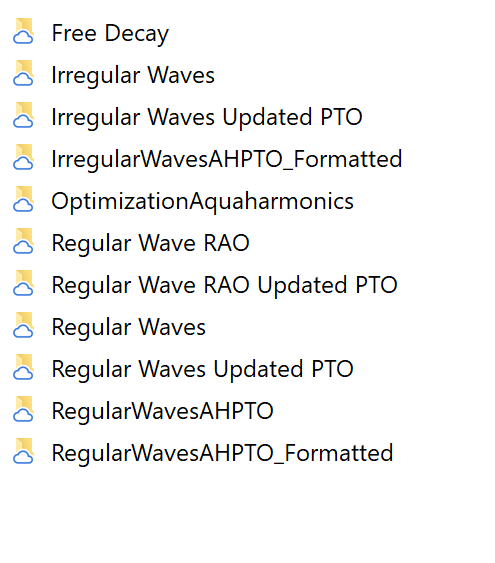 Free Decay
Irregular Waves
Irregular Waves Updated PTO
IrregularWavesAHPTO_Formatted
OptimizationAquaharmonics
Regular Wave RAO
Regular Wave RAO Updated PTO
Regular Waves
Regular Waves Updated PTO
RegularWavesAHPTO
RegularWavesAHPTO_Formatted